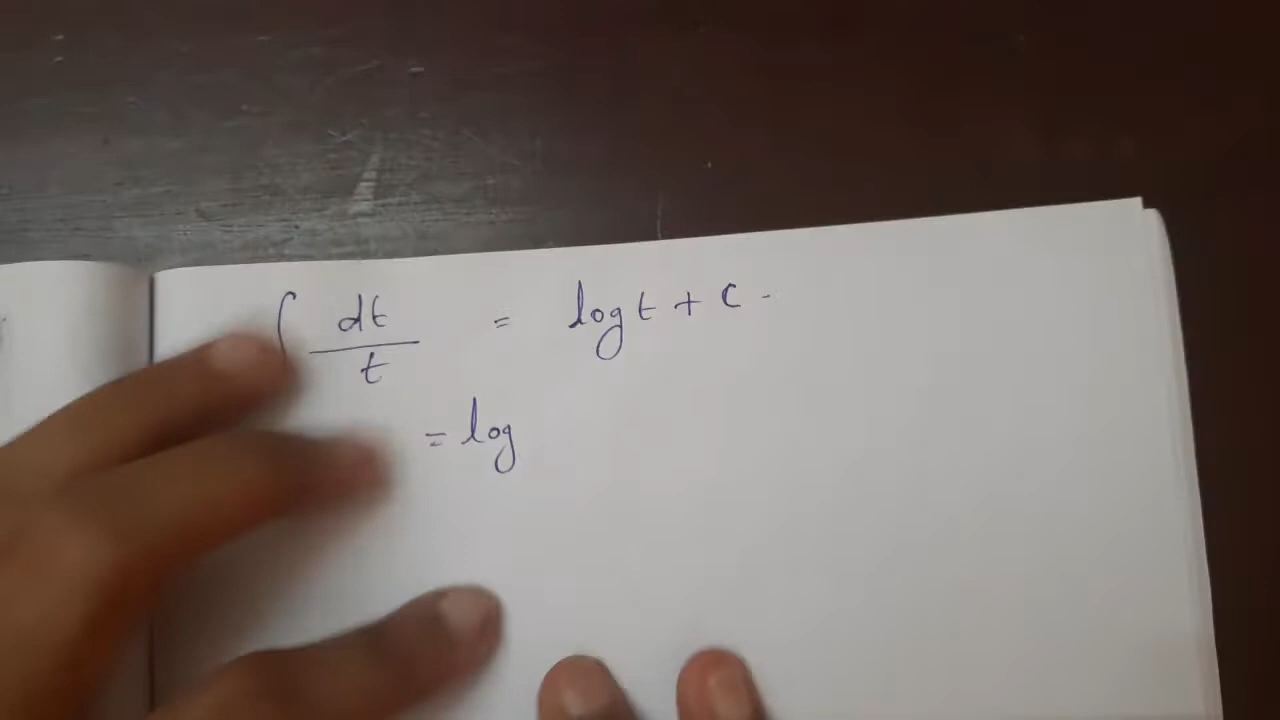 ∫ dt/t = log t + c.
= log